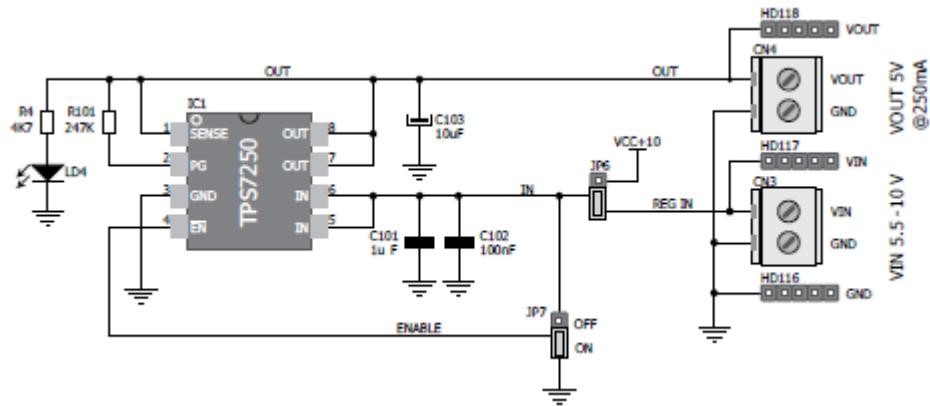 HD118
VOUT
CN4
VOUT
GND
VOUT 5V
@250mA
OUT
OUT
R4
4K7
R101
247K
LD4
IC1
TPS7250
1
SENSE
2
PG
3
GND
4
EN
OUT
8
OUT
7
IN
6
IN
5
C103
10uF
VCC+10
JP6
IN
REG IN
HD117
VIN
CN3
VIN
GND
VIN 5.5-10 V
C101
1u F
C102
100nF
HD116
GND
JP7
OFF
ON
ENABLE